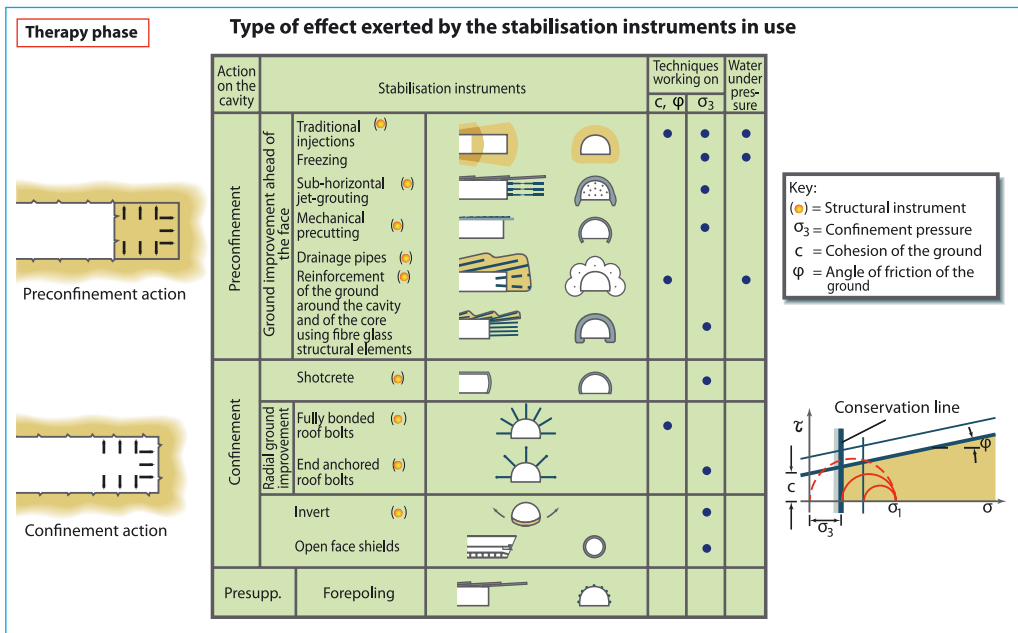 Therapy phase
Type of effect exerted by the stabilisation instruments in use
Action
on the
cavity
Stabilisation instruments
Techniques
working on
c, φ
σ3
Water
under
pres-
sure
Preconfinement
Ground improvement ahead of
the face
Traditional
injections
Freezing
Sub-horizontal
jet-grouting
Mechanical
precutting
Drainage pipes
Reinforcement
of the ground
around the cavity
and of the core
using fibre glass
structural elements
Confinement
Shotcrete
Radial ground
improvement
Fully bonded
roof bolts
End anchored
roof bolts
Invert
Open face shields
Presupp.
Forepoling
Preconfinement action
Confinement action
Key:
( ) = Structural instrument
σ3 = Confinement pressure
c = Cohesion of the ground
φ = Angle of friction of the
ground
Conservation line
τ
φ
c
σ3
σ1
σ